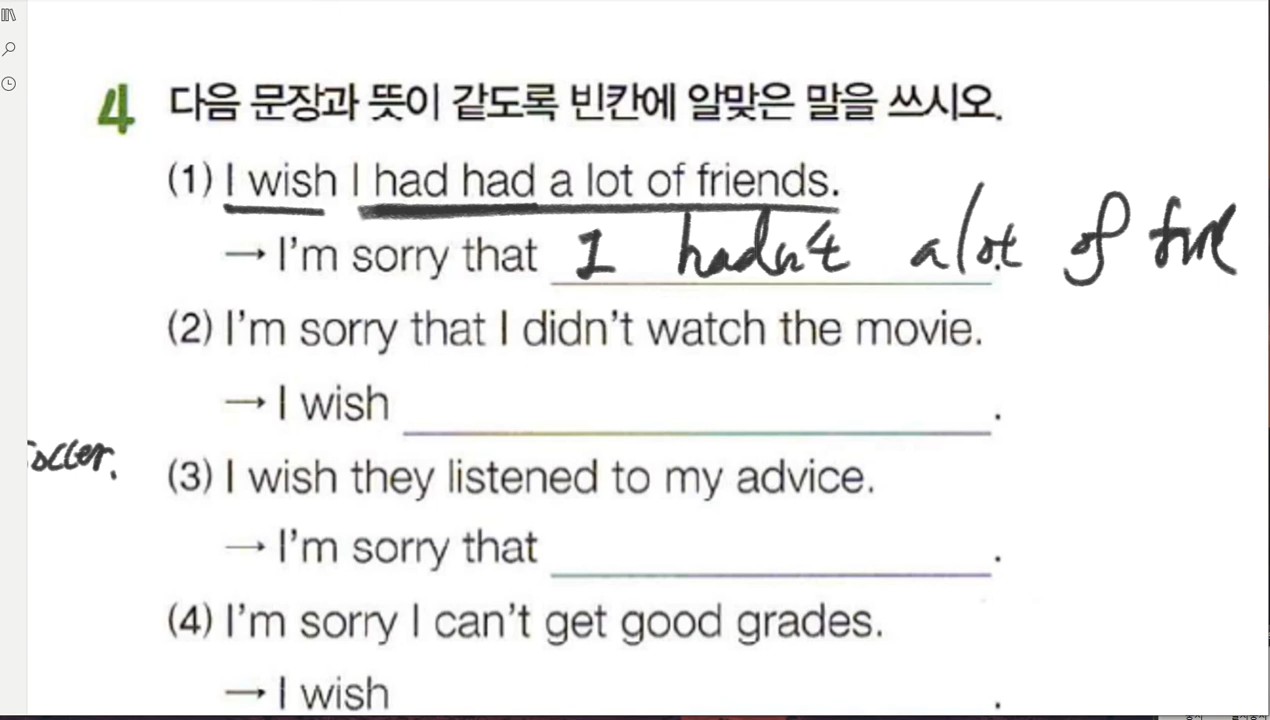 4 다음 문장과 뜻이 같도록 빈칸에 알맞은 말을 쓰시오.
(1) I wish I had had a lot of friends.
→ I'm sorry that I hadn't a lot of
(2) I'm sorry that I didn't watch the movie.
→ I wish .
soccer.
(3) I wish they listened to my advice.
→ I'm sorry that .
(4) I'm sorry I can't get good grades.
→ I wish .